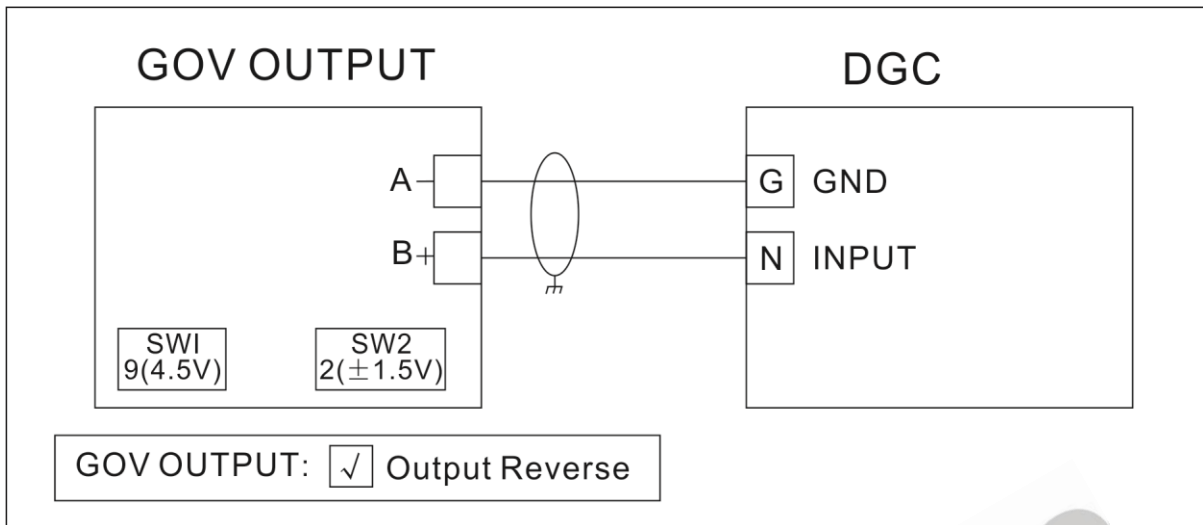 GOV OUTPUT
DGC
A-
G GND
B+
N INPUT
SWI
9(4.5V)
SW2
2(±1.5V)
GOV OUTPUT: √ Output Reverse